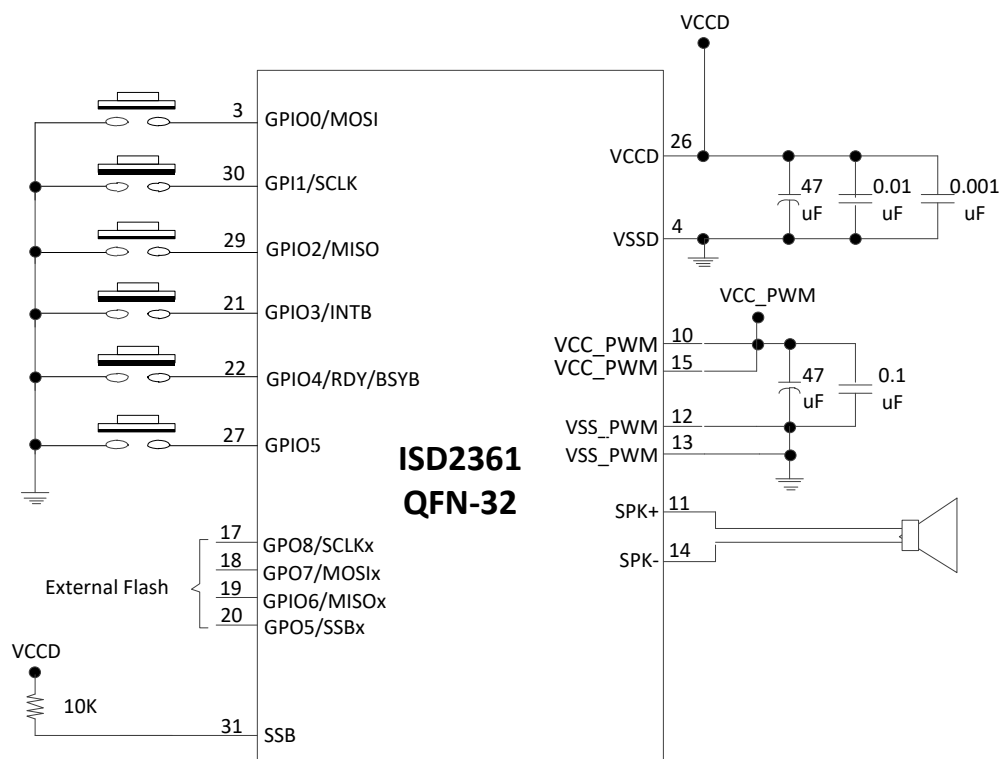 VCCD
3 GPIO0/MOSI
30 GPI1/SCLK
29 GPIO2/MISO
21 GPIO3/INTB
22 GPIO4/RDY/BSYB
27 GPIO5
ISD2361
QFN-32
External Flash
17 GPO8/SCLKx
18 GPO7/MOSIx
19 GPIO6/MISOx
20 GPO5/SSBx
VCCD
10K
31 SSB
VCCD 26
47 uF
0.01 uF
0.001 uF
VSSD 4
VCC_PWM
VCC_PWM 10
VCC_PWM 15
47 uF
0.1 uF
VSS_PWM 12
VSS_PWM 13
SPK+ 11
SPK- 14